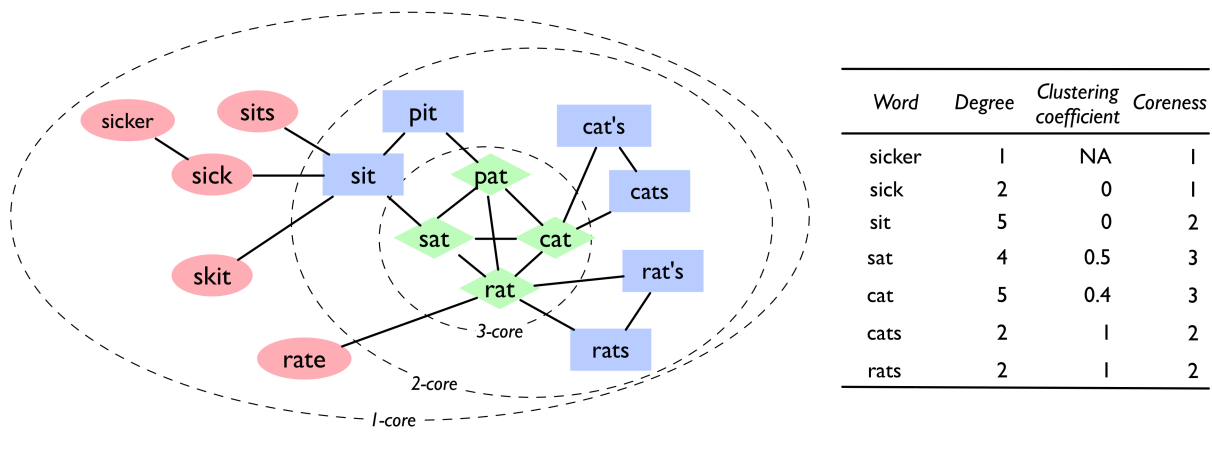 sicker
sits
pit
cat's
sick
sit
pat
cats
sat
cat
skit
rat
rat's
3-core
rate
rats
2-core
1-core
Word Degree Clustering coefficient Coreness
sicker 1 NA 1
sick 2 0 1
sit 5 0 2
sat 4 0.5 3
cat 5 0.4 3
cats 2 1 2
rats 2 1 2